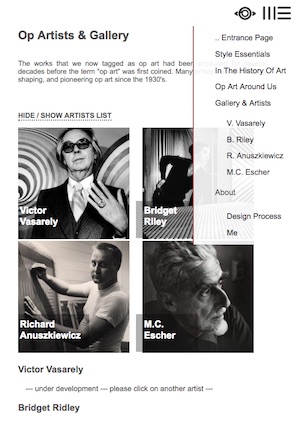 Op Artists & Gallery
.. Entrance Page
Style Essentials
In The History Of Art
Op Art Around Us
Gallery & Artists
V. Vasarely
B. Riley
R. Anuszkiewicz
M.C. Escher
About
Design Process
Me
The works that we now tagged as op art had been
decades before the term "op art" was first coined. Many
shaping, and pioneering op art since the 1930's.
HIDE / SHOW ARTISTS LIST
Victor
Vasarely
Bridget
Riley
Richard
Anuszkiewicz
M.C.
Escher
Victor Vasarely
--- under development --- please click on another artist ---
Bridget Ridley